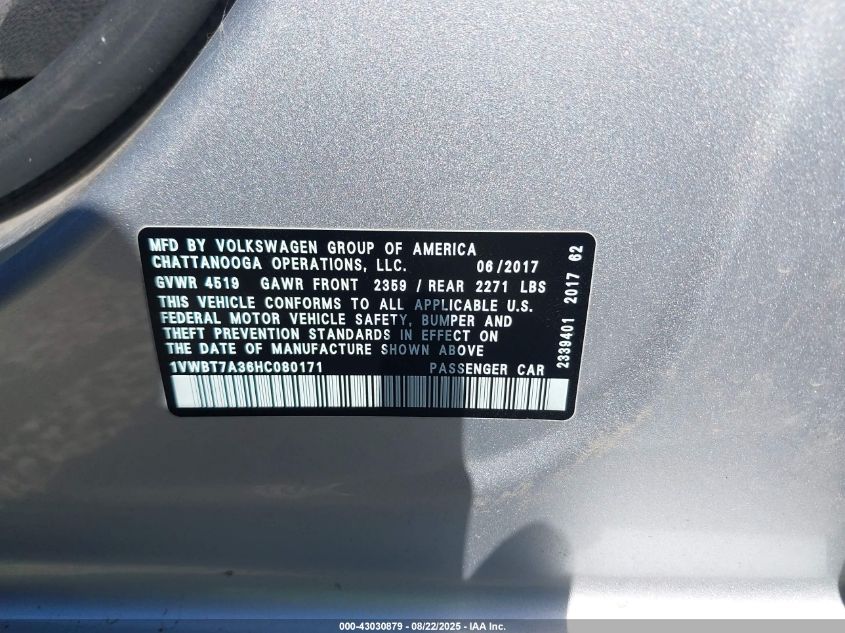 MFD BY VOLKSWAGEN GROUP OF AMERICA
CHATTANOOGA OPERATIONS, LLC. 06/2017
GVWR 4519 GAWR FRONT 2359 / REAR 2271 LBS
THIS VEHICLE CONFORMS TO ALL APPLICABLE U.S.
FEDERAL MOTOR VEHICLE SAFETY, BUMPER AND
THEFT PREVENTION STANDARDS IN EFFECT ON
THE DATE OF MANUFACTURE SHOWN ABOVE
1VWBT7A36HC080171 PASSENGER CAR
2339401 2017 62
000-43030879 - 08/22/2025 - IAA Inc.